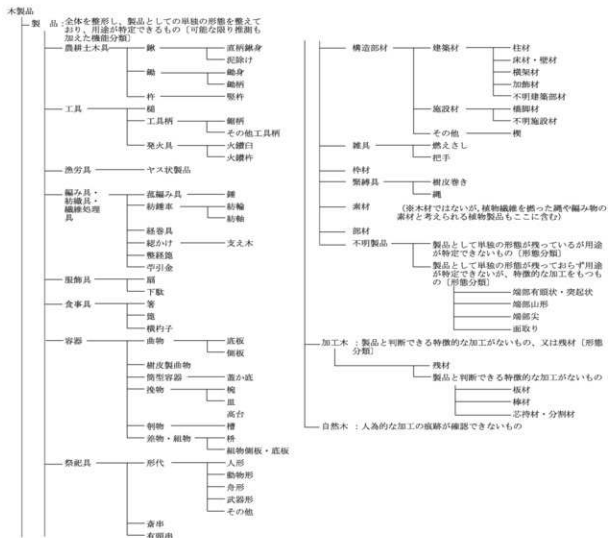 木製品
製 品:全体を整形し、製品としての単独の形態を整えて
おり、用途が特定できるもの〔可能な限り推測も
加えた機能分類〕
農耕土木具
鍬
直柄鍬身
泥除け
鋤
鋤身
鋤柄
杵
竪杵
工具
槌
工具柄
鋸柄
その他工具柄
発火具
火鑽臼
火鑽杵
漁労具
ヤス状製品
編み具・
紡織具・
繊維処理
具
菰編み具
錘
紡錘車
紡輪
紡軸
経巻具
綛かけ
支え木
整経箆
苧引金
服飾具
扇
下駄
食事具
箸
箆
横杓子
容器
曲物
底板
側板
樹皮製曲物
筒型容器
蓋か底
挽物
椀
皿
高台
刳物
槽
差物・組物
枡
組物側板・底板
祭祀具
形代
人形
動物形
舟形
武器形
その他
斎串
有頭串
構造部材
建築材
柱材
床材・壁材
横架材
加飾材
不明建築部材
施設材
橋脚材
不明施設材
その他
楔
雑具
燃えさし
把手
枠材
緊縛具
樹皮巻き
縄
素材
(※木材ではないが、植物繊維を撚った縄や編み物の
素材と考えられる植物製品もここに含む)
部材
不明製品
製品として単独の形態が残っているが用途
が特定できないもの〔形態分類〕
製品として単独の形態が残っておらず用途
が特定できないが、特徴的な加工をもつも
の〔形態分類〕
端部有頭状・突起状
端部山形
端部尖
面取り
加工木 :製品と判断できる特徴的な加工がないもの、又は残材〔形態
分類〕
残材
製品と判断できる特徴的な加工がないもの
板材
棒材
芯持材・分割材
自然木 :人為的な加工の痕跡が確認できないもの